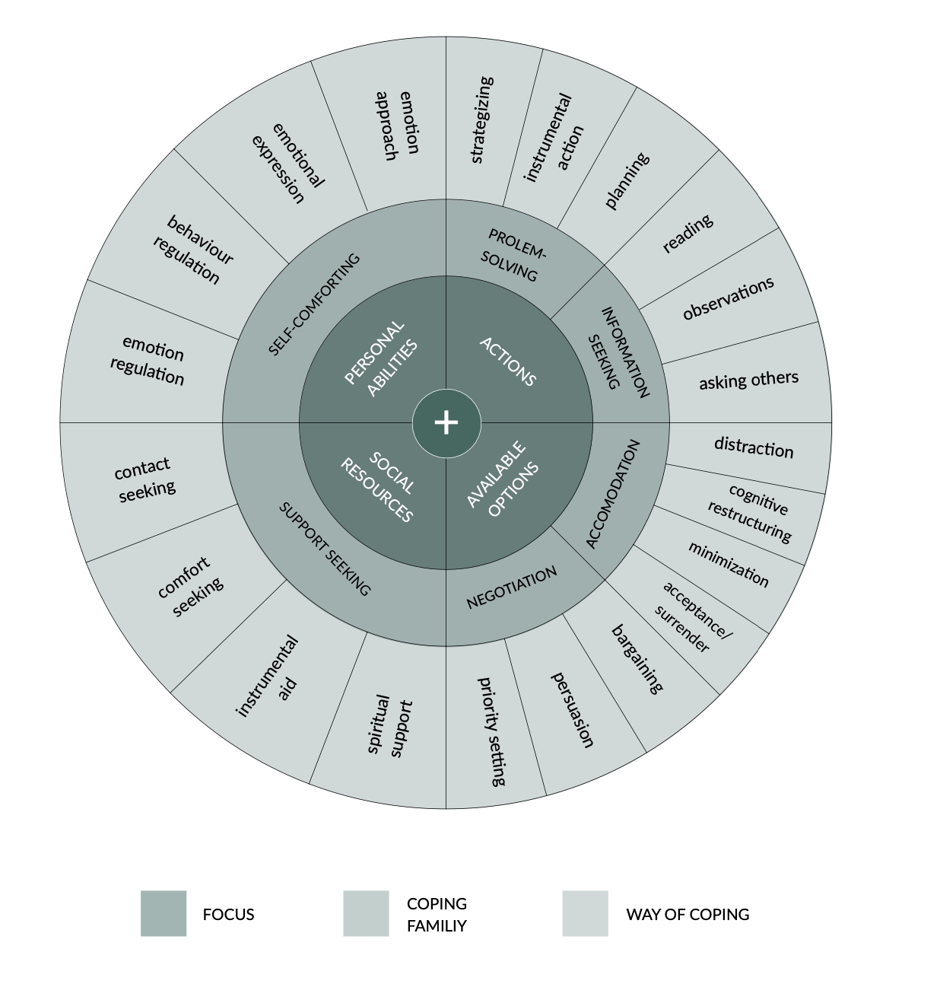 strategizing
instrumental
action
planning
reading
observations
asking others
distraction
cognitive
restructuring
minimization
acceptance/
surrender
bargaining
persuasion
priority setting
spiritual
support
instrumental
aid
comfort
seeking
contact
seeking
emotion
regulation
behaviour
regulation
emotional
expression
emotion
approach
PROLEM-
SOLVING
INFORMATION
SEEKING
ACCOMODATION
NEGOTIATION
SUPPORT SEEKING
SELF-COMFORTING
PERSONAL
ABILITIES
ACTIONS
AVAILABLE
OPTIONS
SOCIAL
RESOURCES
+
FOCUS
COPING
FAMILIY
WAY OF COPING